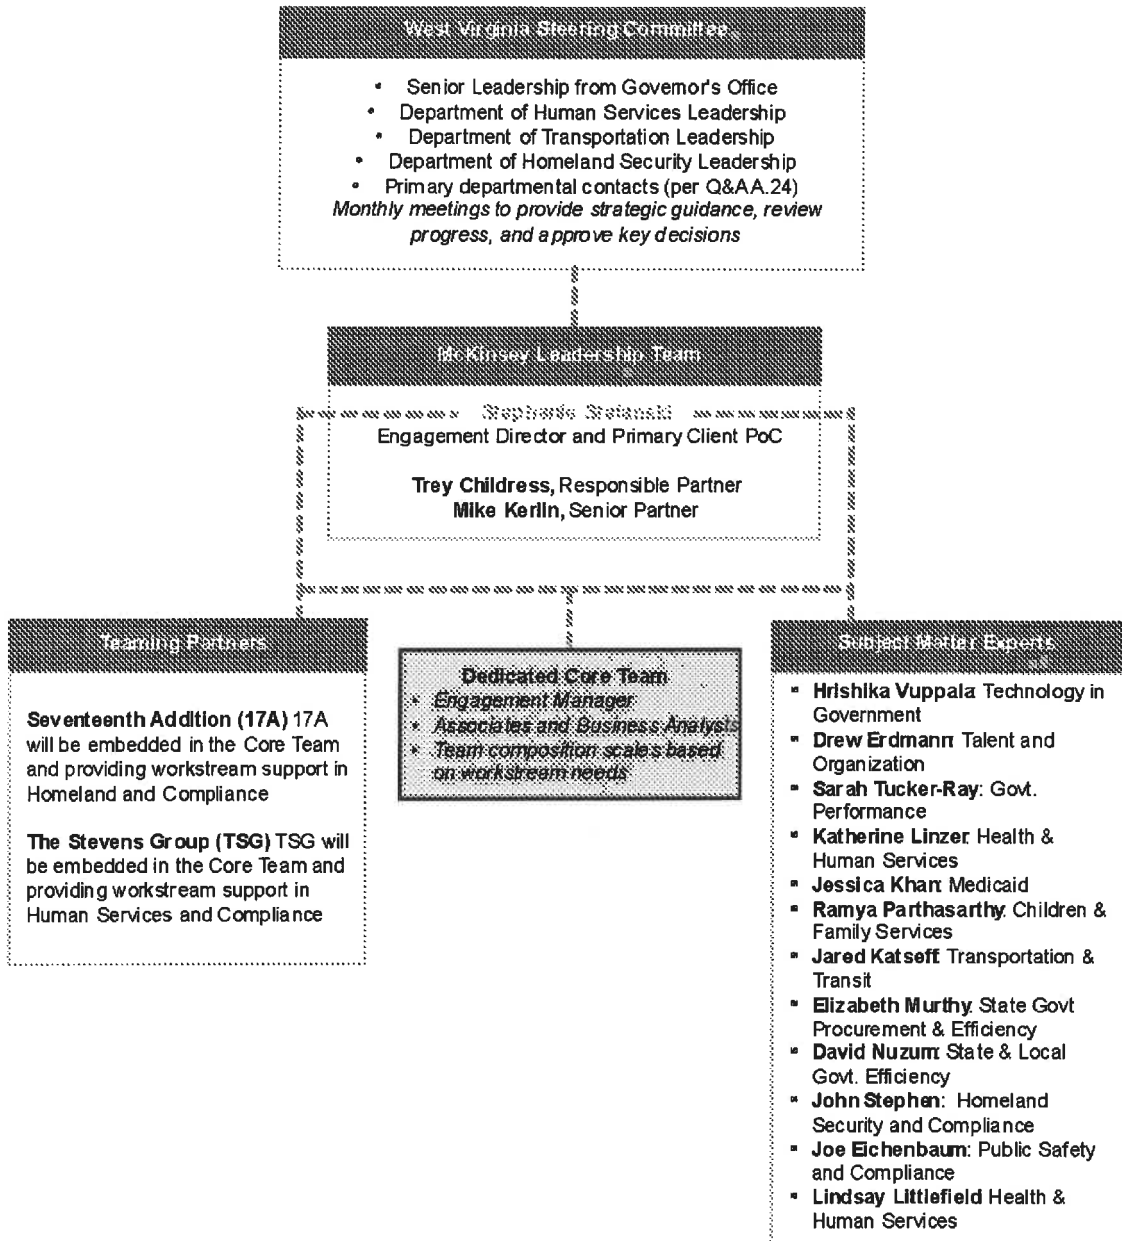 West Virginia Steering Committee
• Senior Leadership from Governor's Office
• Department of Human Services Leadership
• Department of Transportation Leadership
• Department of Homeland Security Leadership
• Primary departmental contacts (per Q&AA.24)
Monthly meetings to provide strategic guidance, review
progress, and approve key decisions
McKinsey Leadership Team
Stephanie Stefanski
Engagement Director and Primary Client PoC
Trey Childress, Responsible Partner
Mike Kerlin, Senior Partner
Teaming Partners
Seventeenth Addition (17A) 17A
will be embedded in the Core Team
and providing workstream support in
Homeland and Compliance
The Stevens Group (TSG) TSG will
be embedded in the Core Team and
providing workstream support in
Human Services and Compliance
Dedicated Core Team
• Engagement Manager
• Associates and Business Analysts
• Team composition scales based
on workstream needs
Subject Matter Experts
▪ Hrishika Vuppala: Technology in
Government
▪ Drew Erdmann: Talent and
Organization
▪ Sarah Tucker-Ray: Govt.
Performance
▪ Katherine Linzer: Health &
Human Services
▪ Jessica Khan: Medicaid
▪ Ramya Parthasarthy: Children &
Family Services
▪ Jared Katseff: Transportation &
Transit
▪ Elizabeth Murthy: State Govt
Procurement & Efficiency
▪ David Nuzum: State & Local
Govt. Efficiency
▪ John Stephen: Homeland
Security and Compliance
▪ Joe Eichenbaum: Public Safety
and Compliance
▪ Lindsay Littlefield Health &
Human Services